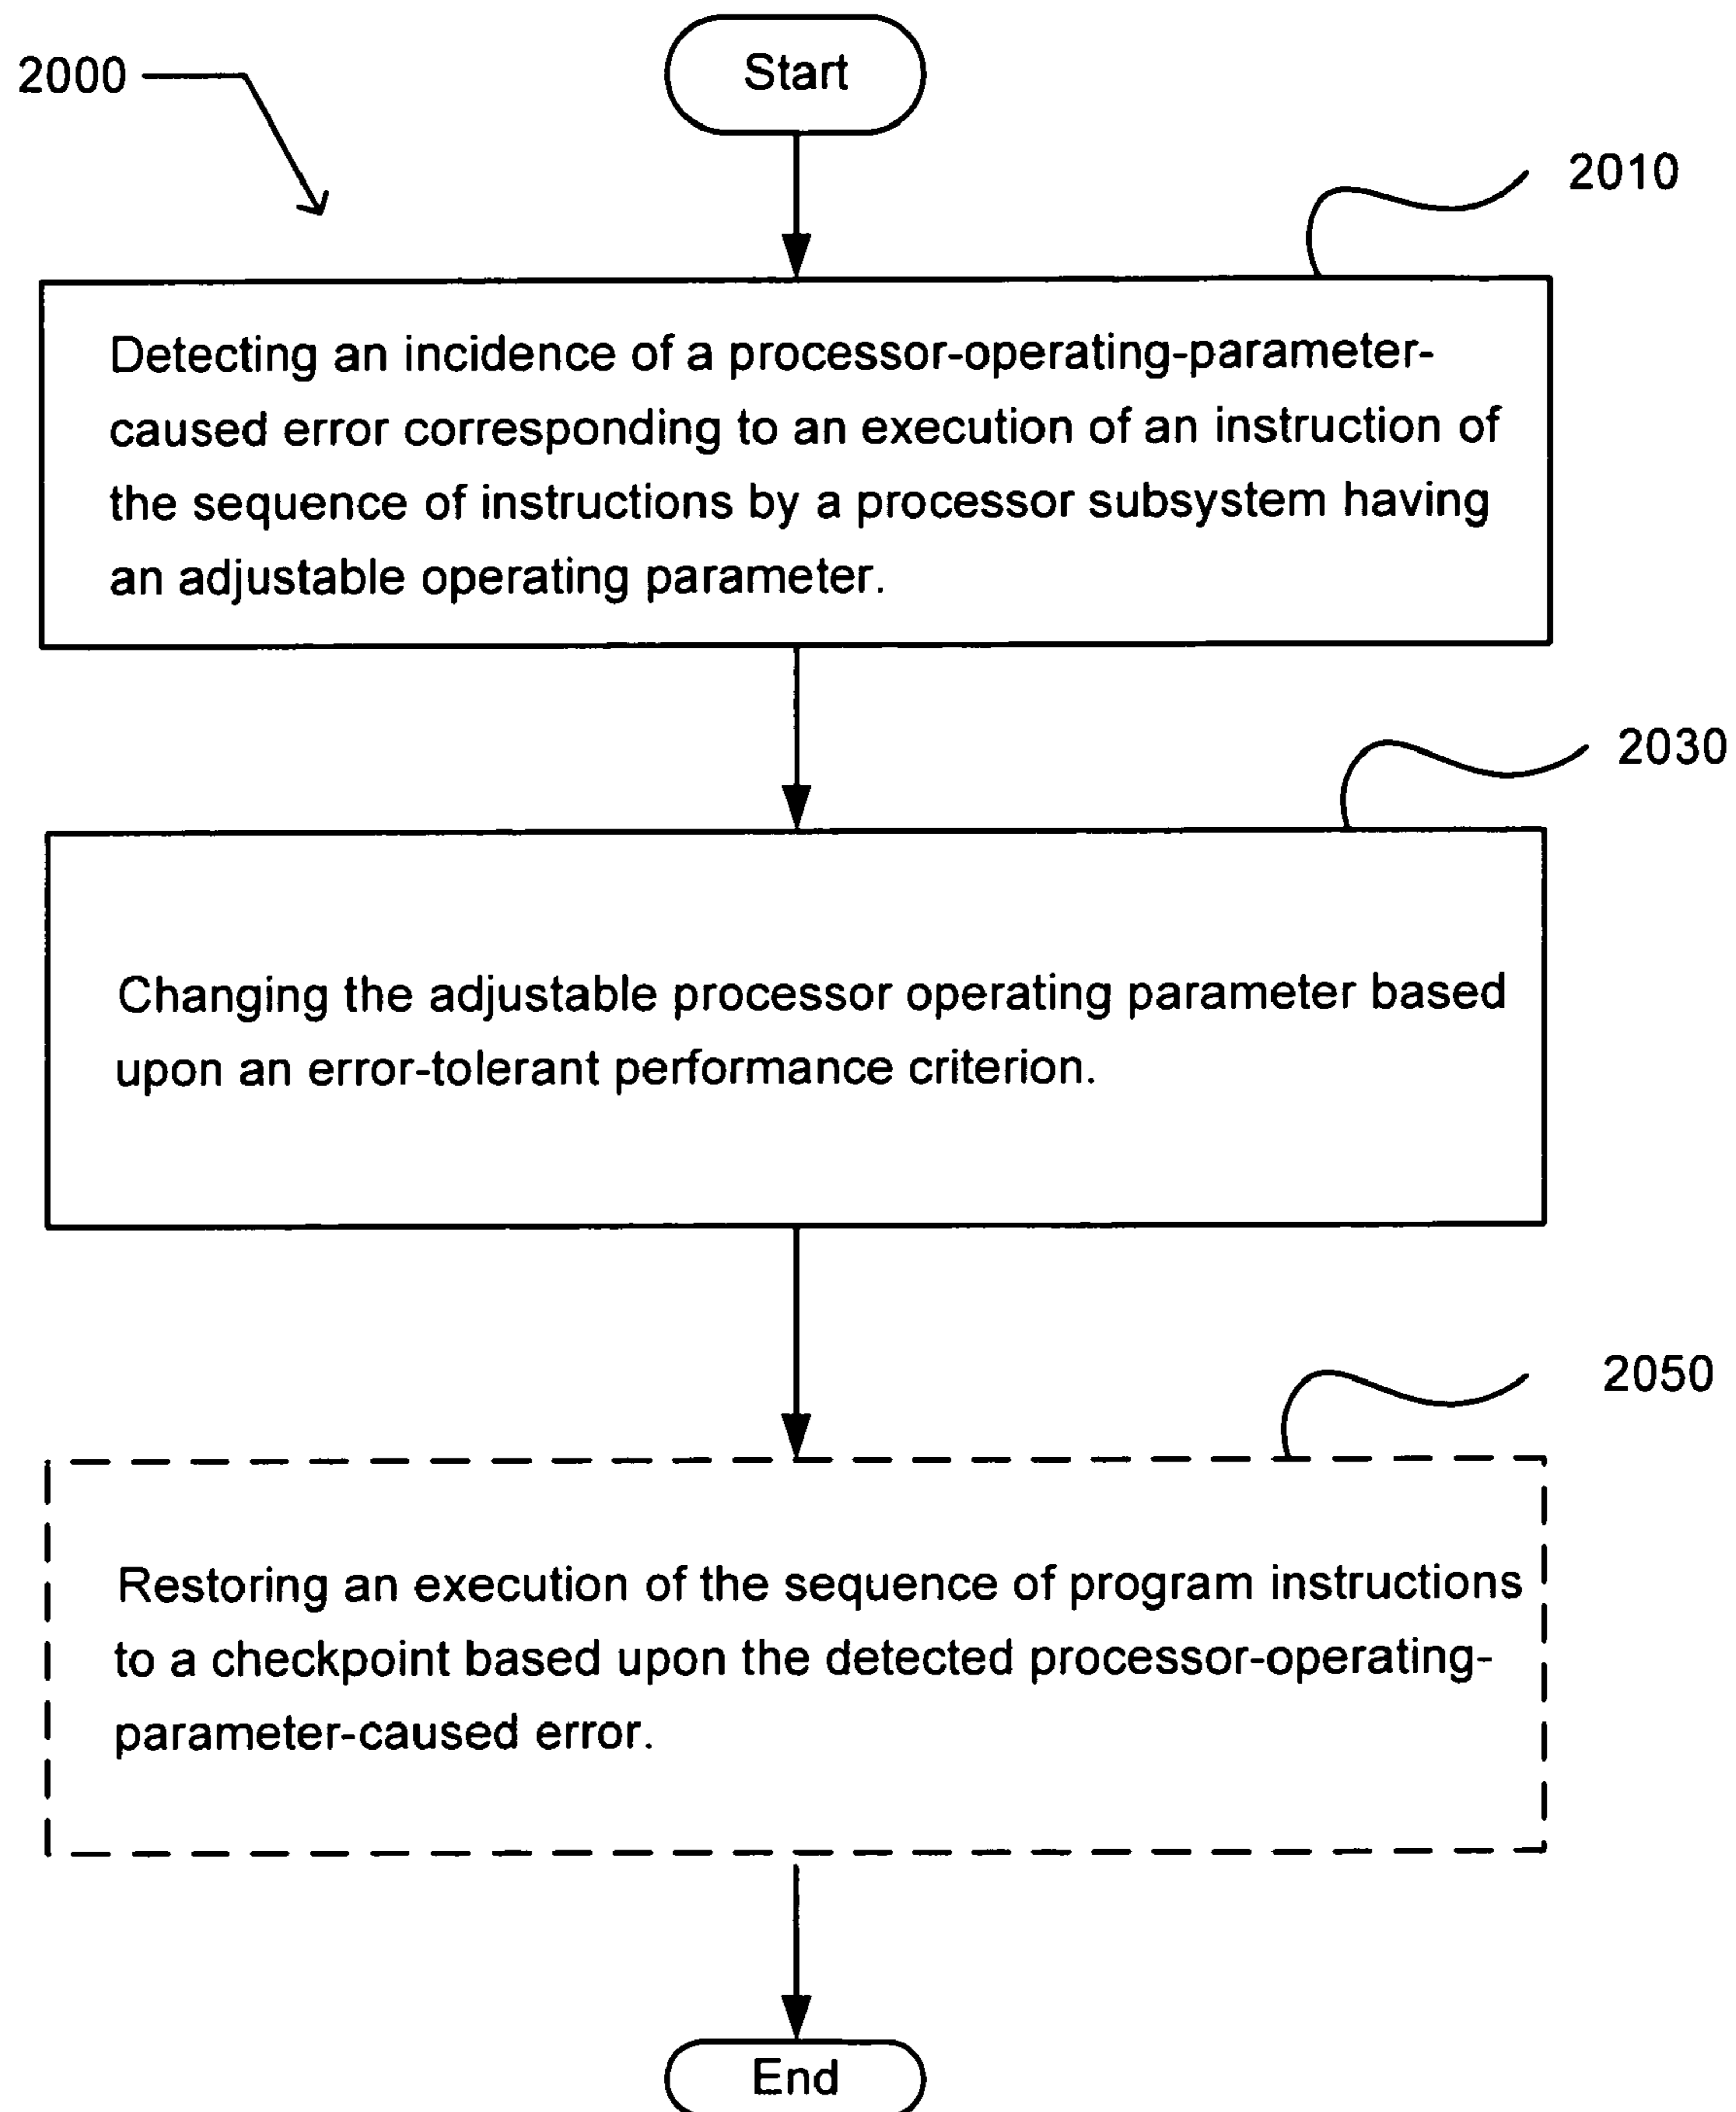 2000
Start
2010
Detecting an incidence of a processor-operating-parameter-
caused error corresponding to an execution of an instruction of
the sequence of instructions by a processor subsystem having
an adjustable operating parameter.
2030
Changing the adjustable processor operating parameter based
upon an error-tolerant performance criterion.
2050
Restoring an execution of the sequence of program instructions
to a checkpoint based upon the detected processor-operating-
parameter-caused error.
End